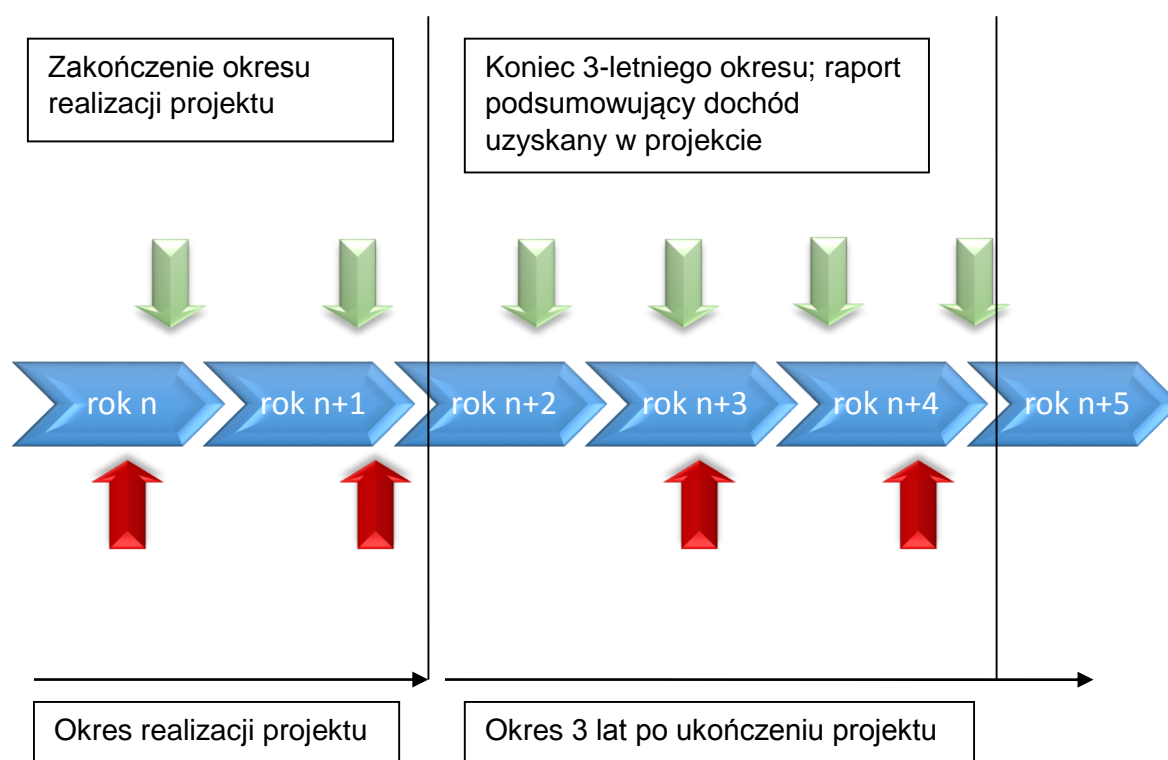 Zakończenie okresu
realizacji projektu
Koniec 3-letniego okresu; raport
podsumowujący dochód
uzyskany w projekcie
rok n
rok n+1
rok n+2
rok n+3
rok n+4
rok n+5
Okres realizacji projektu
Okres 3 lat po ukończeniu projektu